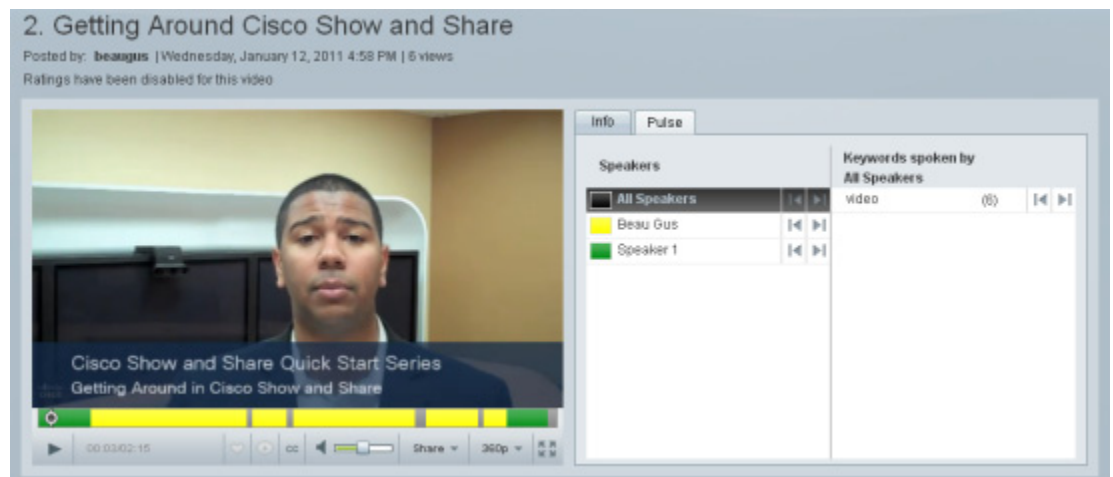 2. Getting Around Cisco Show and Share
Posted by: beaugus | Wednesday, January 12, 2011 4:58 PM | 6 views
Ratings have been disabled for this video
Info
Pulse
Speakers
Keywords spoken by
All Speakers
All Speakers
video (6)
Beau Gus
Speaker 1
Cisco Show and Share Quick Start Series
Getting Around in Cisco Show and Share
00:03/02:15 cc Share 360p